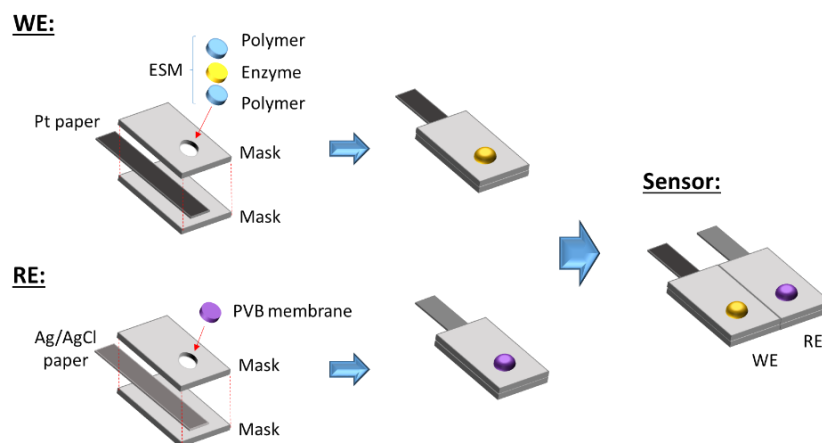 WE:
Polymer
ESM
Enzyme
Polymer
Pt paper
Mask
Mask
Sensor:
RE:
PVB membrane
Ag/AgCl
paper
Mask
Mask
RE
WE